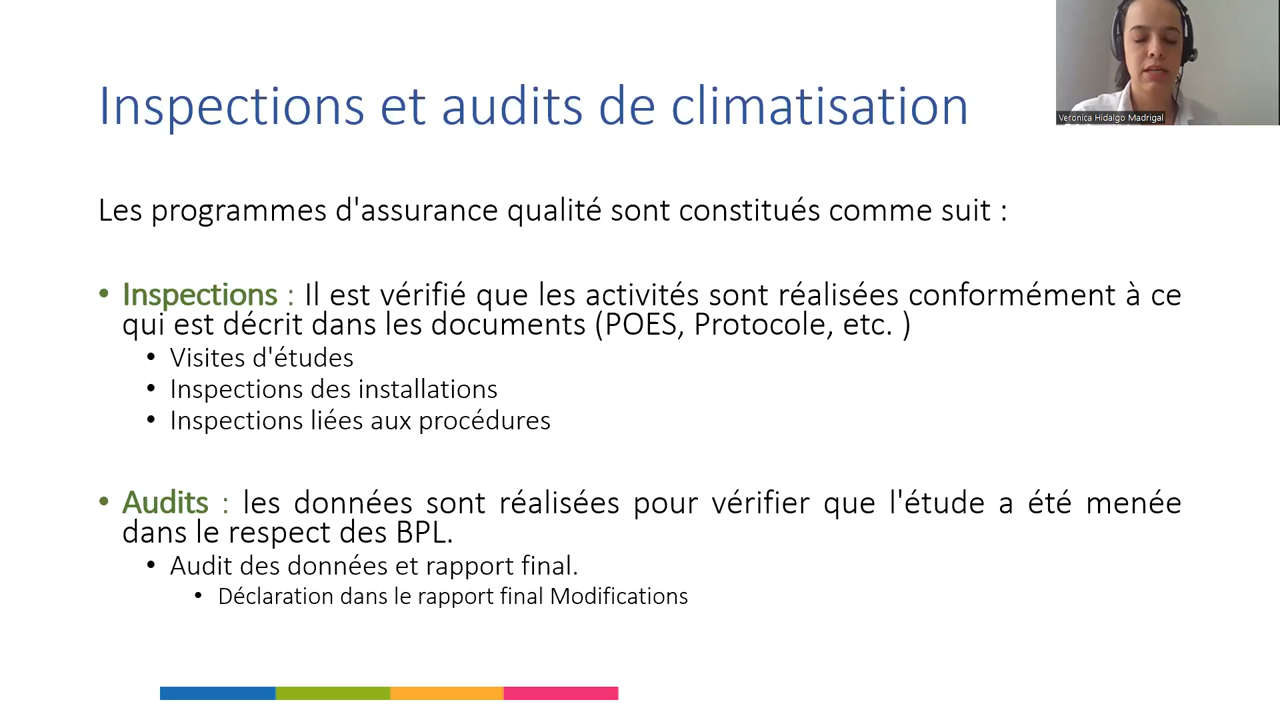 Inspections et audits de climatisation
Veronica Hidalgo Madrigal
Les programmes d'assurance qualité sont constitués comme suit :
• Inspections : Il est vérifié que les activités sont réalisées conformément à ce
qui est décrit dans les documents (POES, Protocole, etc. )
• Visites d'études
• Inspections des installations
• Inspections liées aux procédures
• Audits : les données sont réalisées pour vérifier que l'étude a été menée
dans le respect des BPL.
• Audit des données et rapport final.
• Déclaration dans le rapport final Modifications